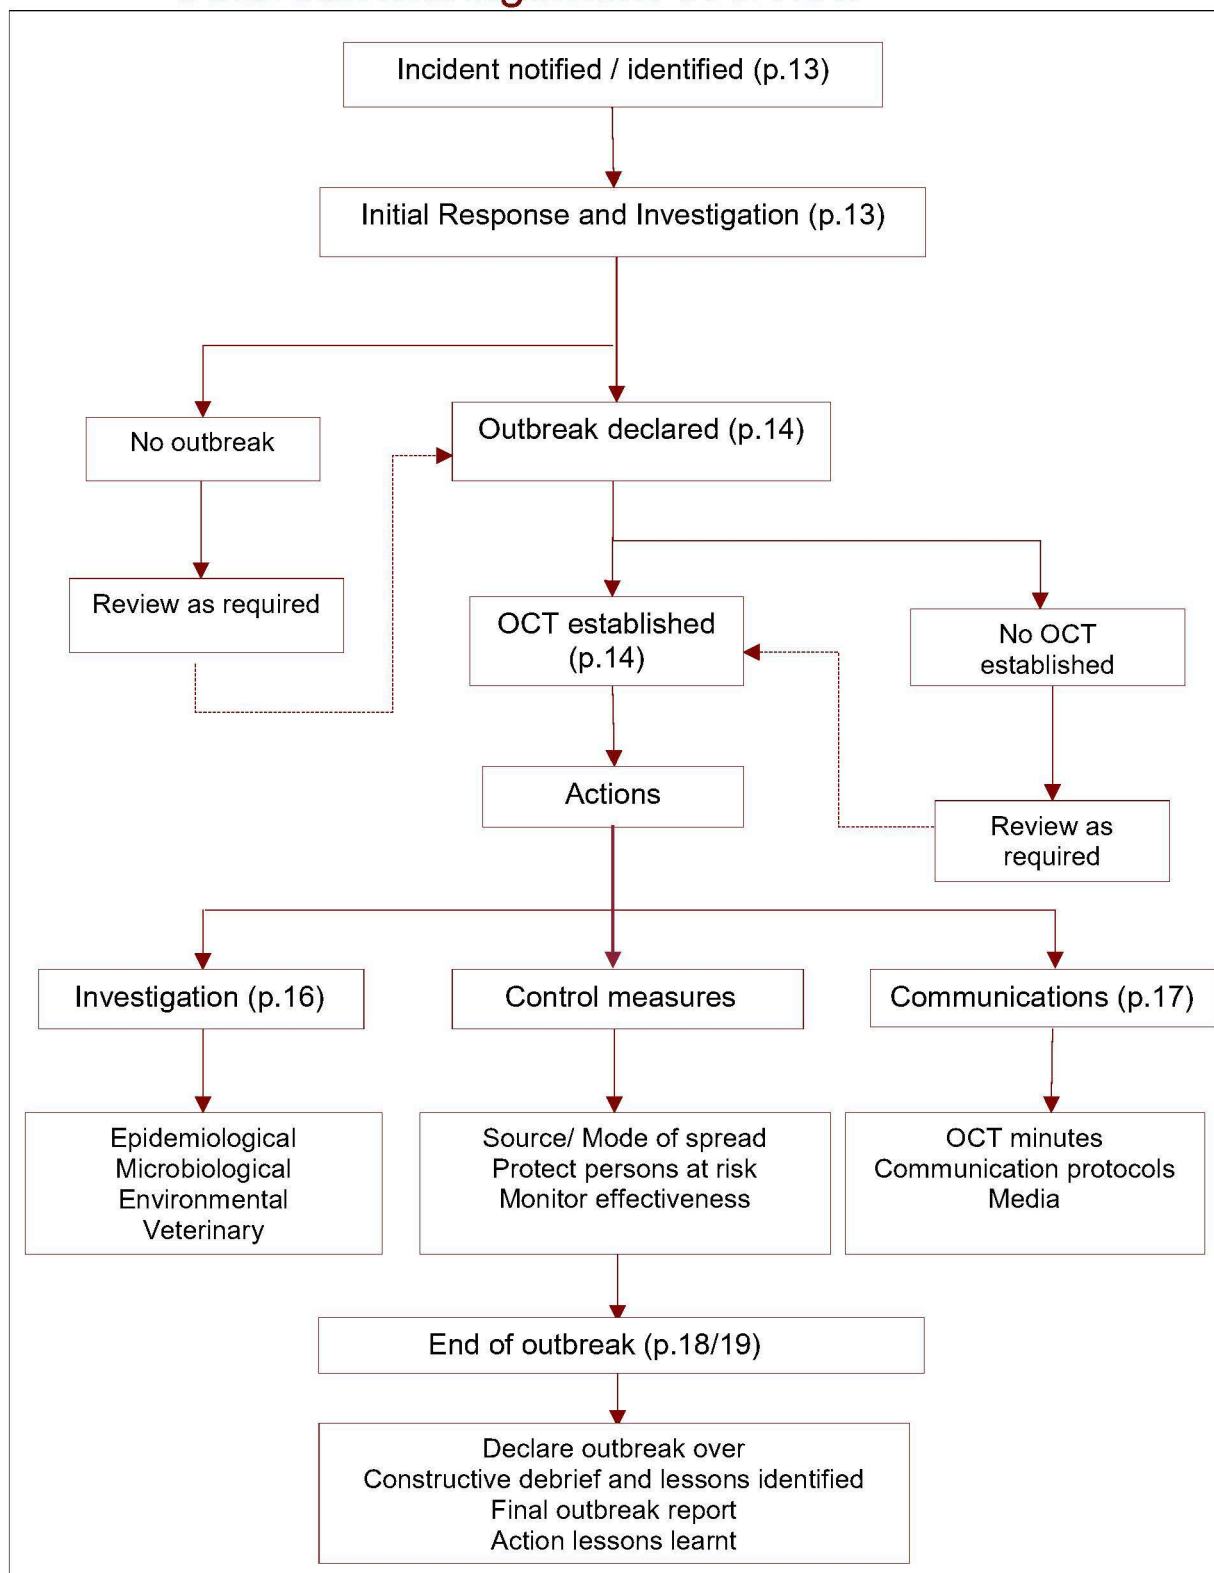 Incident notified / identified (p.13)
Initial Response and Investigation (p.13)
No outbreak
Outbreak declared (p.14)
Review as required
OCT established
(p.14)
No OCT
established
Actions
Review as
required
Investigation (p.16)
Control measures
Communications (p.17)
Epidemiological
Microbiological
Environmental
Veterinary
Source/ Mode of spread
Protect persons at risk
Monitor effectiveness
OCT minutes
Communication protocols
Media
End of outbreak (p.18/19)
Declare outbreak over
Constructive debrief and lessons identified
Final outbreak report
Action lessons learnt